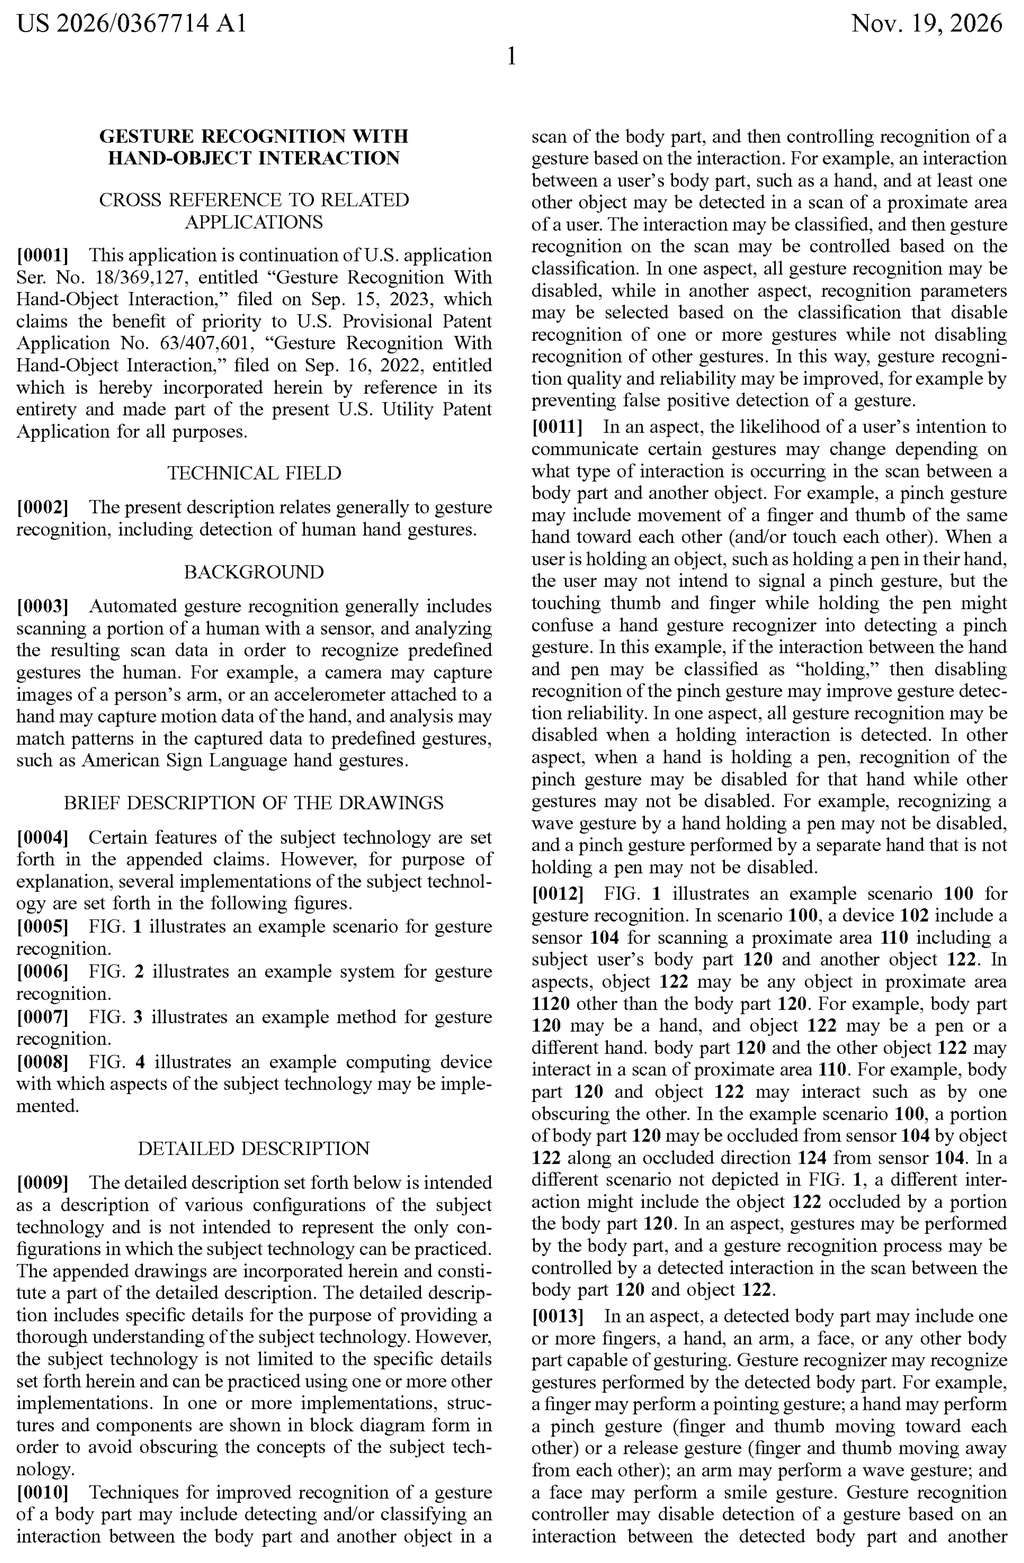 US 2026/0367714 A1
Nov. 19, 2026
1
GESTURE RECOGNITION WITH
HAND-OBJECT INTERACTION
CROSS REFERENCE TO RELATED
APPLICATIONS
[0001] This application is continuation of U.S. application
Ser. No. 18/369,127, entitled “Gesture Recognition With
Hand-Object Interaction,” filed on Sep. 15, 2023, which
claims the benefit of priority to U.S. Provisional Patent
Application No. 63/407,601, “Gesture Recognition With
Hand-Object Interaction,” filed on Sep. 16, 2022, entitled
which is hereby incorporated herein by reference in its
entirety and made part of the present U.S. Utility Patent
Application for all purposes.
TECHNICAL FIELD
[0002] The present description relates generally to gesture
recognition, including detection of human hand gestures.
BACKGROUND
[0003] Automated gesture recognition generally includes
scanning a portion of a human with a sensor, and analyzing
the resulting scan data in order to recognize predefined
gestures the human. For example, a camera may capture
images of a person’s arm, or an accelerometer attached to a
hand may capture motion data of the hand, and analysis may
match patterns in the captured data to predefined gestures,
such as American Sign Language hand gestures.
BRIEF DESCRIPTION OF THE DRAWINGS
[0004] Certain features of the subject technology are set
forth in the appended claims. However, for purpose of
explanation, several implementations of the subject technol-
ogy are set forth in the following figures.
[0005] FIG. 1 illustrates an example scenario for gesture
recognition.
[0006] FIG. 2 illustrates an example system for gesture
recognition.
[0007] FIG. 3 illustrates an example method for gesture
recognition.
[0008] FIG. 4 illustrates an example computing device
with which aspects of the subject technology may be imple-
mented.
DETAILED DESCRIPTION
[0009] The detailed description set forth below is intended
as a description of various configurations of the subject
technology and is not intended to represent the only con-
figurations in which the subject technology can be practiced.
The appended drawings are incorporated herein and consti-
tute a part of the detailed description. The detailed descrip-
tion includes specific details for the purpose of providing a
thorough understanding of the subject technology. However,
the subject technology is not limited to the specific details
set forth herein and can be practiced using one or more other
implementations. In one or more implementations, struc-
tures and components are shown in block diagram form in
order to avoid obscuring the concepts of the subject tech-
nology.
[0010] Techniques for improved recognition of a gesture
of a body part may include detecting and/or classifying an
interaction between the body part and another object in a
scan of the body part, and then controlling recognition of a
gesture based on the interaction. For example, an interaction
between a user’s body part, such as a hand, and at least one
other object may be detected in a scan of a proximate area
of a user. The interaction may be classified, and then gesture
recognition on the scan may be controlled based on the
classification. In one aspect, all gesture recognition may be
disabled, while in another aspect, recognition parameters
may be selected based on the classification that disable
recognition of one or more gestures while not disabling
recognition of other gestures. In this way, gesture recogni-
tion quality and reliability may be improved, for example by
preventing false positive detection of a gesture.
[0011] In an aspect, the likelihood of a user’s intention to
communicate certain gestures may change depending on
what type of interaction is occurring in the scan between a
body part and another object. For example, a pinch gesture
may include movement of a finger and thumb of the same
hand toward each other (and/or touch each other). When a
user is holding an object, such as holding a pen in their hand,
the user may not intend to signal a pinch gesture, but the
touching thumb and finger while holding the pen might
confuse a hand gesture recognizer into detecting a pinch
gesture. In this example, if the interaction between the hand
and pen may be classified as “holding,” then disabling
recognition of the pinch gesture may improve gesture detec-
tion reliability. In one aspect, all gesture recognition may be
disabled when a holding interaction is detected. In other
aspect, when a hand is holding a pen, recognition of the
pinch gesture may be disabled for that hand while other
gestures may not be disabled. For example, recognizing a
wave gesture by a hand holding a pen may not be disabled,
and a pinch gesture performed by a separate hand that is not
holding a pen may not be disabled.
[0012] FIG. 1 illustrates an example scenario 100 for
gesture recognition. In scenario 100, a device 102 include a
sensor 104 for scanning a proximate area 110 including a
subject user’s body part 120 and another object 122. In
aspects, object 122 may be any object in proximate area
1120 other than the body part 120. For example, body part
120 may be a hand, and object 122 may be a pen or a
different hand. body part 120 and the other object 122 may
interact in a scan of proximate area 110. For example, body
part 120 and object 122 may interact such as by one
obscuring the other. In the example scenario 100, a portion
of body part 120 may be occluded from sensor 104 by object
122 along an occluded direction 124 from sensor 104. In a
different scenario not depicted in FIG. 1, a different inter-
action might include the object 122 occluded by a portion
the body part 120. In an aspect, gestures may be performed
by the body part, and a gesture recognition process may be
controlled by a detected interaction in the scan between the
body part 120 and object 122.
[0013] In an aspect, a detected body part may include one
or more fingers, a hand, an arm, a face, or any other body
part capable of gesturing. Gesture recognizer may recognize
gestures performed by the detected body part. For example,
a finger may perform a pointing gesture; a hand may perform
a pinch gesture (finger and thumb moving toward each
other) or a release gesture (finger and thumb moving away
from each other); an arm may perform a wave gesture; and
a face may perform a smile gesture. Gesture recognition
controller may disable detection of a gesture based on an
interaction between the detected body part and another